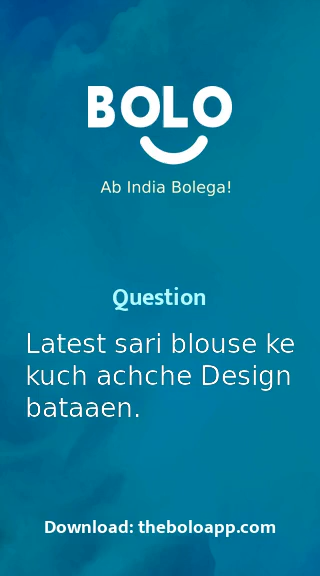 BOLO
Ab India Bolega!
Question
Latest sari blouse ke
kuch achche Design
bataaen.
Download: theboloapp.com